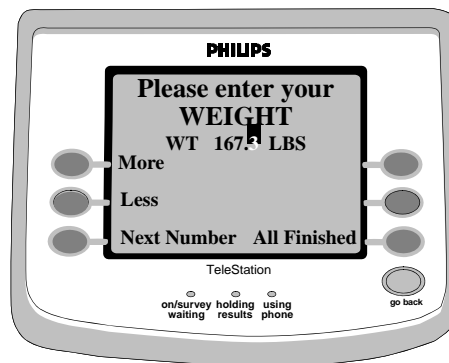 PHILIPS
Please enter your
WEIGHT
WT 167.3 LBS
More
Less
Next Number All Finished
TeleStation
on/survey waiting
holding results
using phone
go back